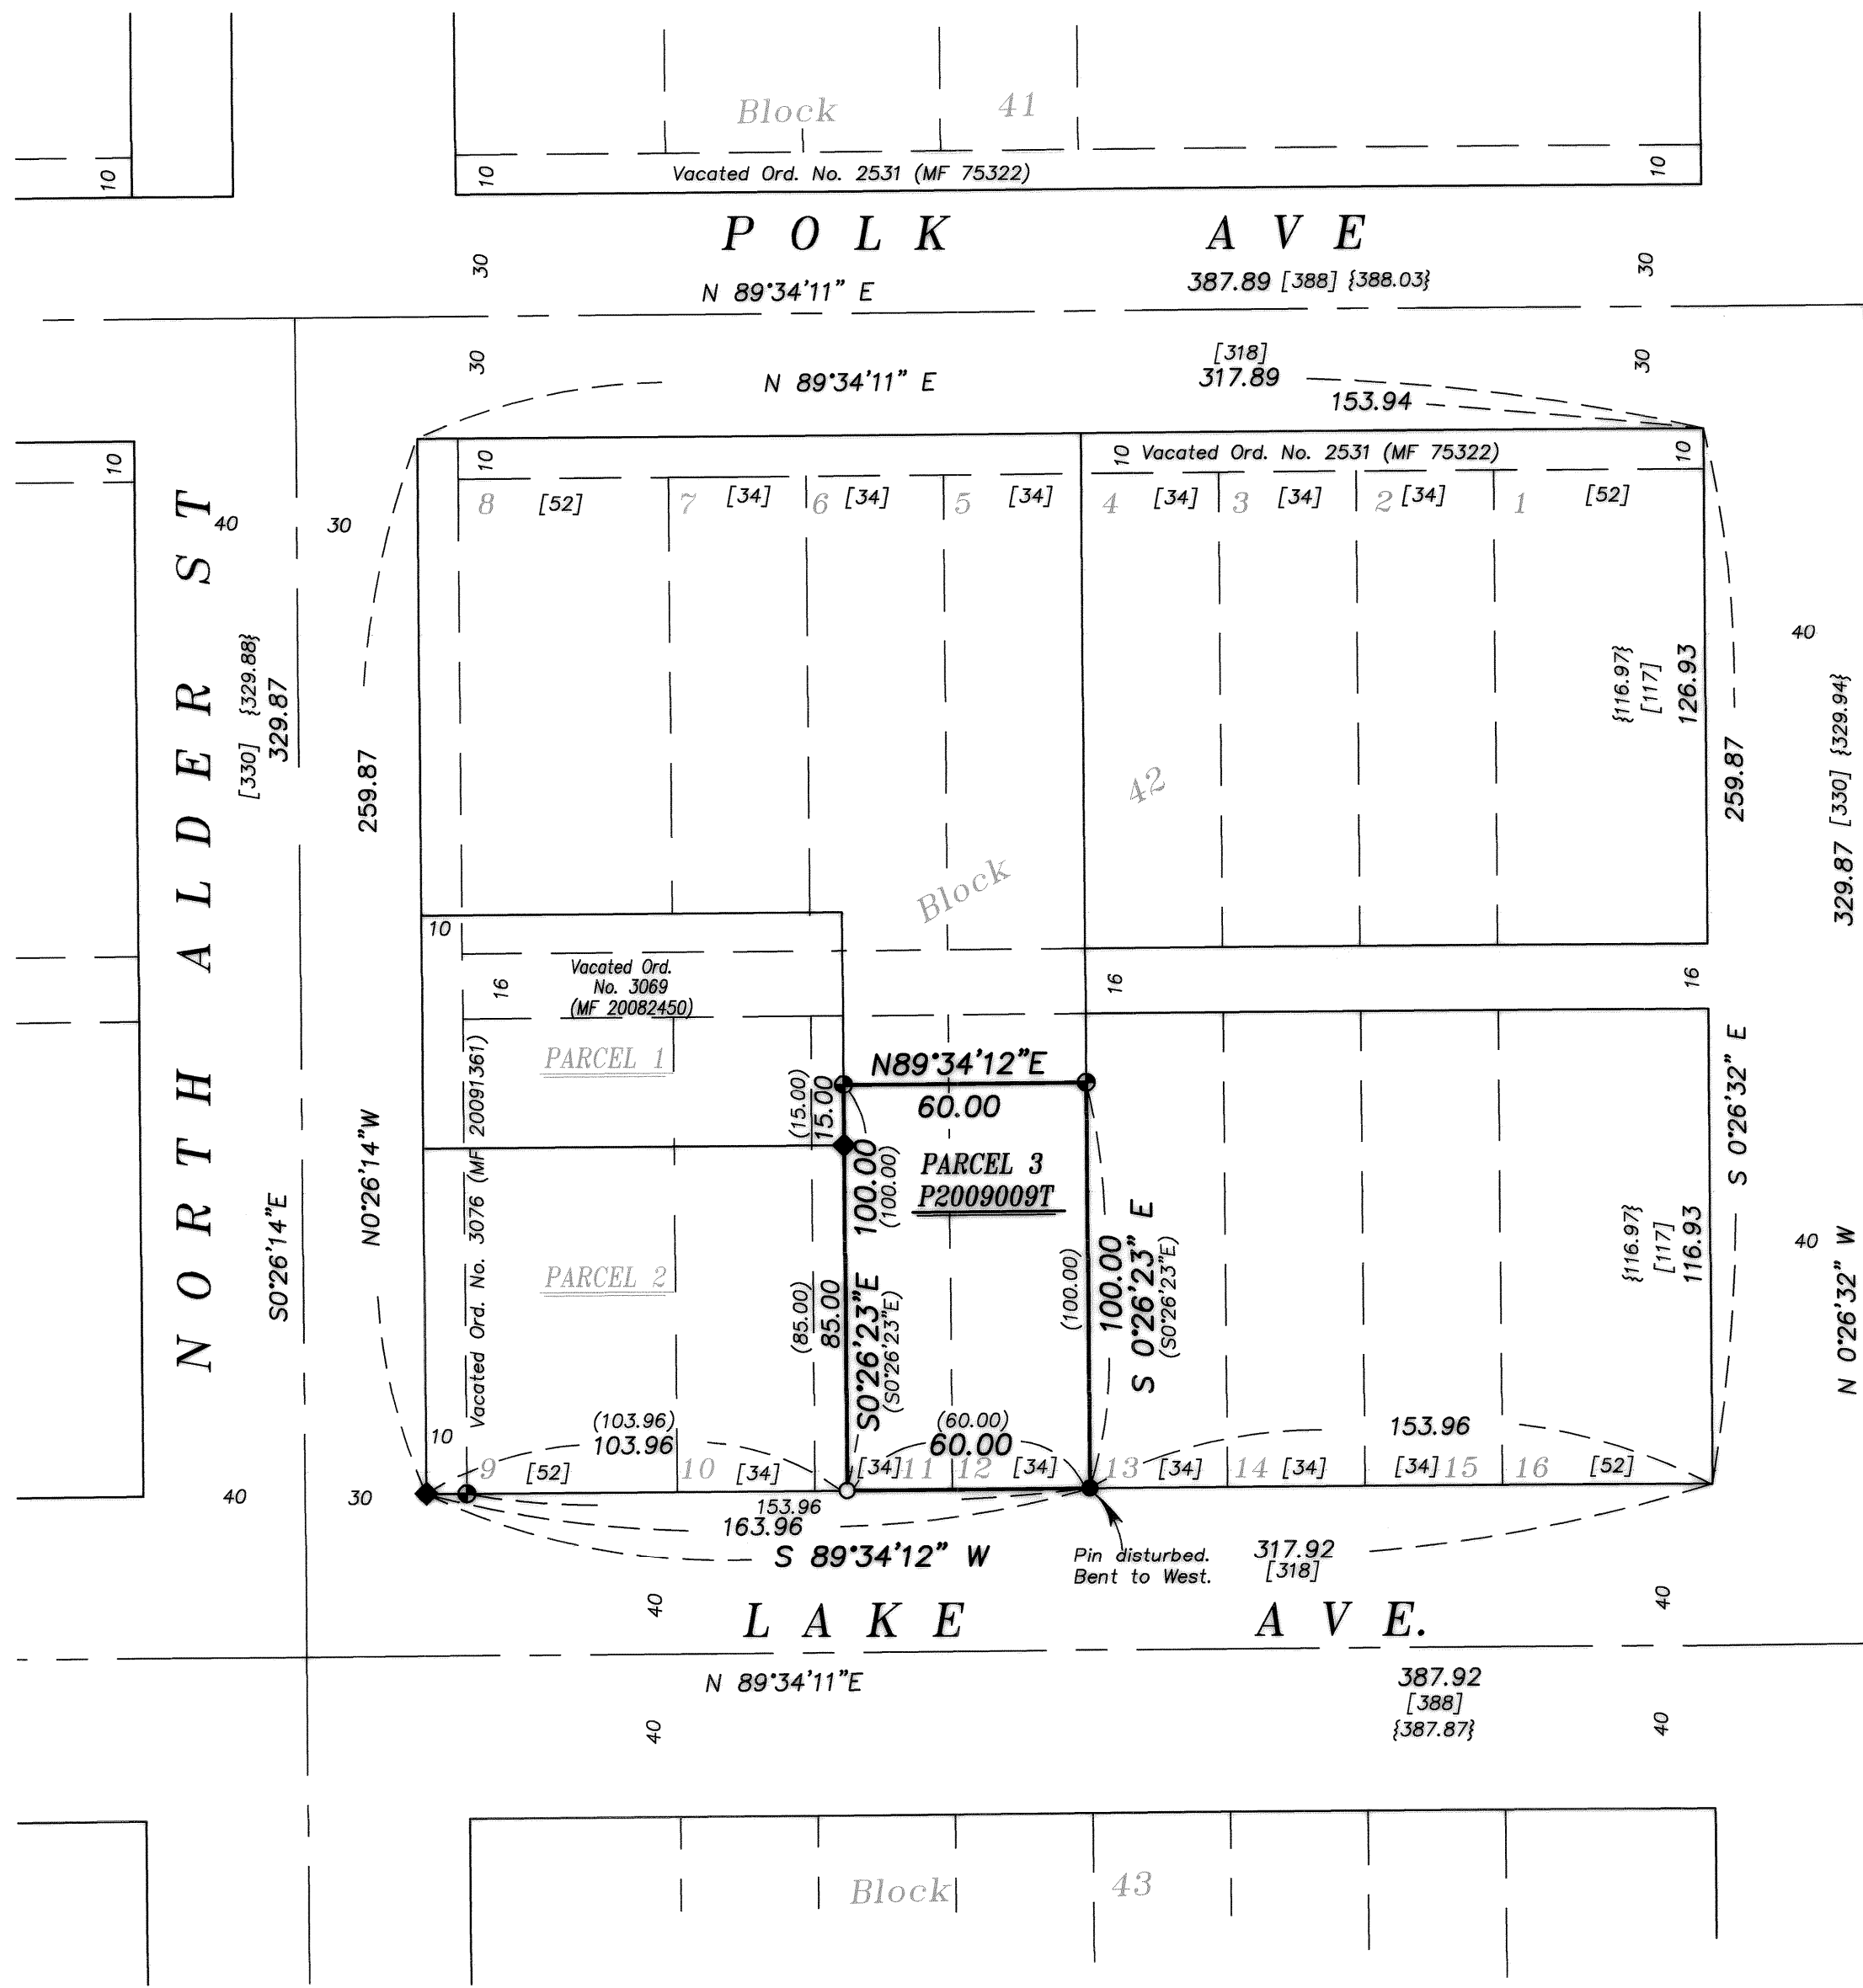 Block 41
10
10
10
Vacated Ord. No. 2531 (MF 75322)
POLK AVE
30
30
N 89°34'11" E
387.89 [388] {388.03}
30
30
[318]
N 89°34'11" E
317.89
153.94
10
10
10
Vacated Ord. No. 2531 (MF 75322)
10
8 [52] 7 [34] 6 [34] 5 [34] 4 [34] 3 [34] 2 [34] 1 [52]
NORTH ALDER ST
40
30
40
[330] {329.88}
329.87
259.87
{116.97}
[117]
126.93
259.87
329.87 [330] {329.94}
Block 42
10
Vacated Ord.
No. 3069
(MF 20082450)
16
16
16
PARCEL 1
N89°34'12"E
60.00
(15.00)
15.00
100.00
(100.00)
PARCEL 3
P2009009T
Vacated Ord. No. 3076 (MF 20091361)
N0°26'14"W
S0°26'14"E
PARCEL 2
(85.00)
85.00
S0°26'23"E
(S0°26'23"E)
(100.00)
100.00
S 0°26'23" E
(S0°26'23"E)
{116.97}
[117]
116.93
S 0°26'32" E
40
N 0°26'32" W
10
(103.96)
103.96
(60.00)
60.00
153.96
9 [52] 10 [34] [34] 11 12 [34] 13 [34] 14 [34] [34] 15 16 [52]
40
30
153.96
163.96
S 89°34'12" W
Pin disturbed.
Bent to West.
317.92
[318]
40
40
LAKE AVE.
N 89°34'11"E
387.92
[388]
{387.87}
40
40
Block 43